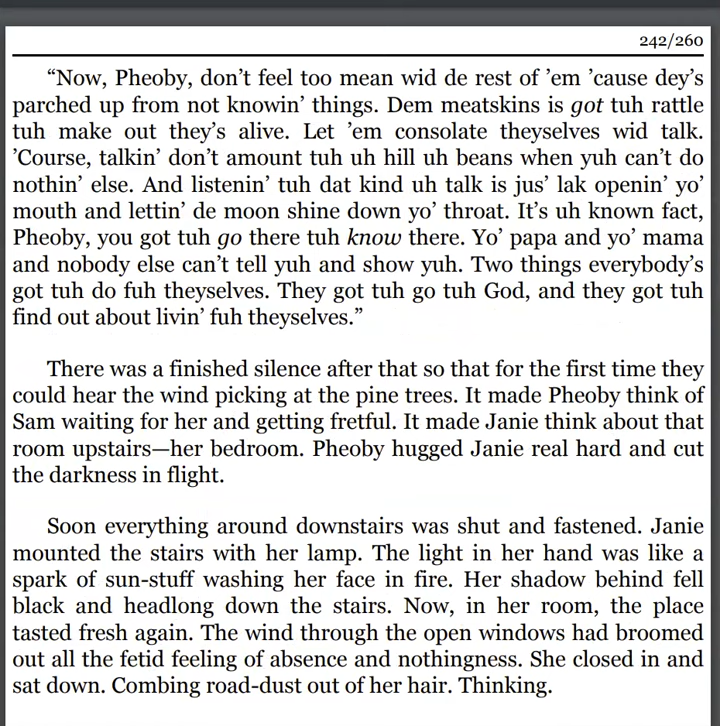 242/260
“Now, Pheoby, don’t feel too mean wid de rest of ’em ’cause dey’s
parched up from not knowin’ things. Dem meatskins is got tuh rattle
tuh make out they’s alive. Let ’em consolate theyselves wid talk.
’Course, talkin’ don’t amount tuh uh hill uh beans when yuh can’t do
nothin’ else. And listenin’ tuh dat kind uh talk is jus’ lak openin’ yo’
mouth and lettin’ de moon shine down yo’ throat. It’s uh known fact,
Pheoby, you got tuh go there tuh know there. Yo’ papa and yo’ mama
and nobody else can’t tell yuh and show yuh. Two things everybody’s
got tuh do fuh theyselves. They got tuh go tuh God, and they got tuh
find out about livin’ fuh theyselves.”
There was a finished silence after that so that for the first time they
could hear the wind picking at the pine trees. It made Pheoby think of
Sam waiting for her and getting fretful. It made Janie think about that
room upstairs—her bedroom. Pheoby hugged Janie real hard and cut
the darkness in flight.
Soon everything around downstairs was shut and fastened. Janie
mounted the stairs with her lamp. The light in her hand was like a
spark of sun-stuff washing her face in fire. Her shadow behind fell
black and headlong down the stairs. Now, in her room, the place
tasted fresh again. The wind through the open windows had broomed
out all the fetid feeling of absence and nothingness. She closed in and
sat down. Combing road-dust out of her hair. Thinking.